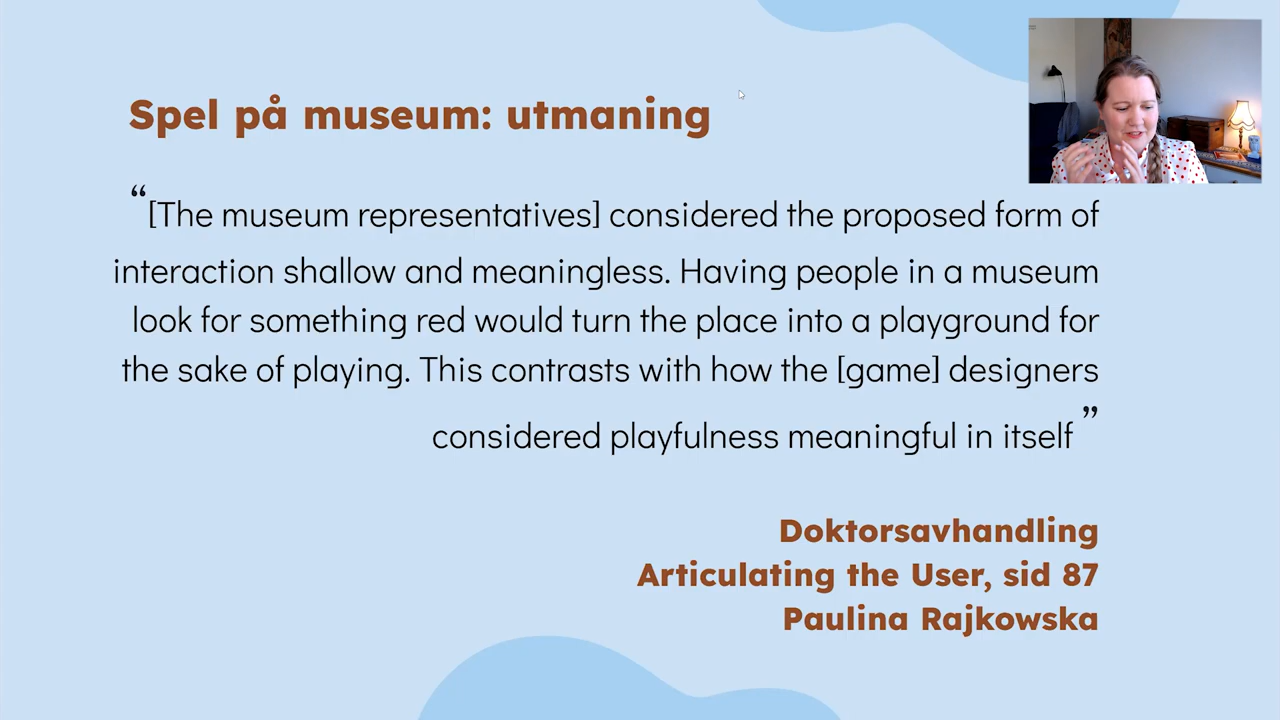 Spel på museum: utmaning
“[The museum representatives] considered the proposed form of
interaction shallow and meaningless. Having people in a museum
look for something red would turn the place into a playground for
the sake of playing. This contrasts with how the [game] designers
considered playfulness meaningful in itself”
Doktorsavhandling
Articulating the User, sid 87
Paulina Rajkowska